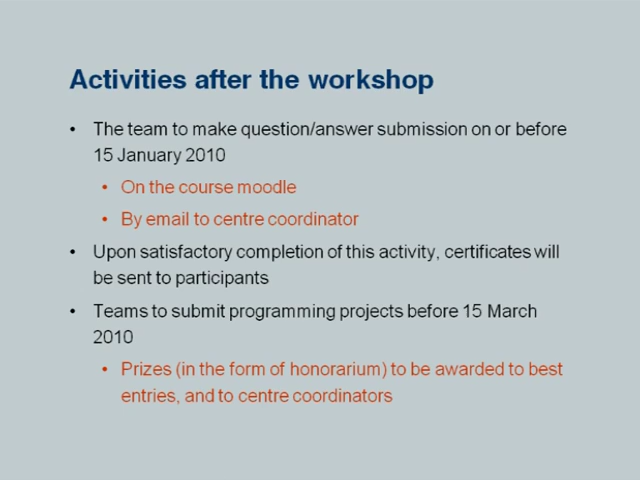 Activities after the workshop
• The team to make question/answer submission on or before
15 January 2010
• On the course moodle
• By email to centre coordinator
• Upon satisfactory completion of this activity, certificates will
be sent to participants
• Teams to submit programming projects before 15 March
2010
• Prizes (in the form of honorarium) to be awarded to best
entries, and to centre coordinators